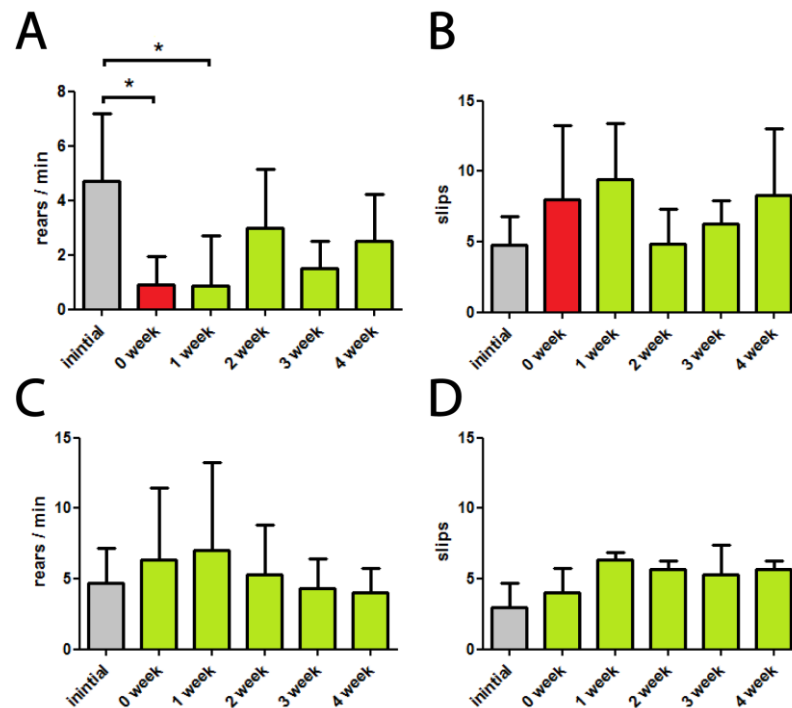 A
*
*
8
6
4
2
0
rears / min
inintial
0 week
1 week
2 week
3 week
4 week
B
15
10
5
0
slips
inintial
0 week
1 week
2 week
3 week
4 week
C
15
10
5
0
rears / min
inintial
0 week
1 week
2 week
3 week
4 week
D
15
10
5
0
slips
inintial
0 week
1 week
2 week
3 week
4 week